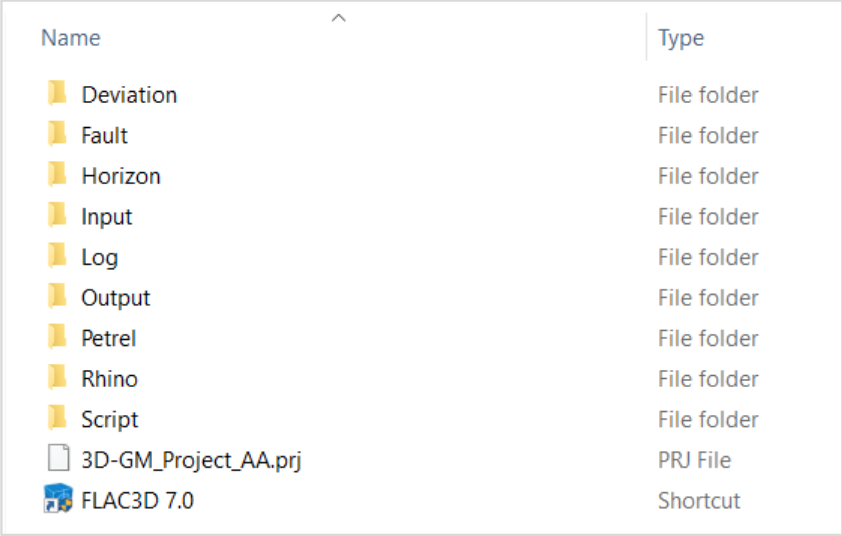 Name Type
Deviation File folder
Fault File folder
Horizon File folder
Input File folder
Log File folder
Output File folder
Petrel File folder
Rhino File folder
Script File folder
3D-GM_Project_AA.prj PRJ File
FLAC3D 7.0 Shortcut